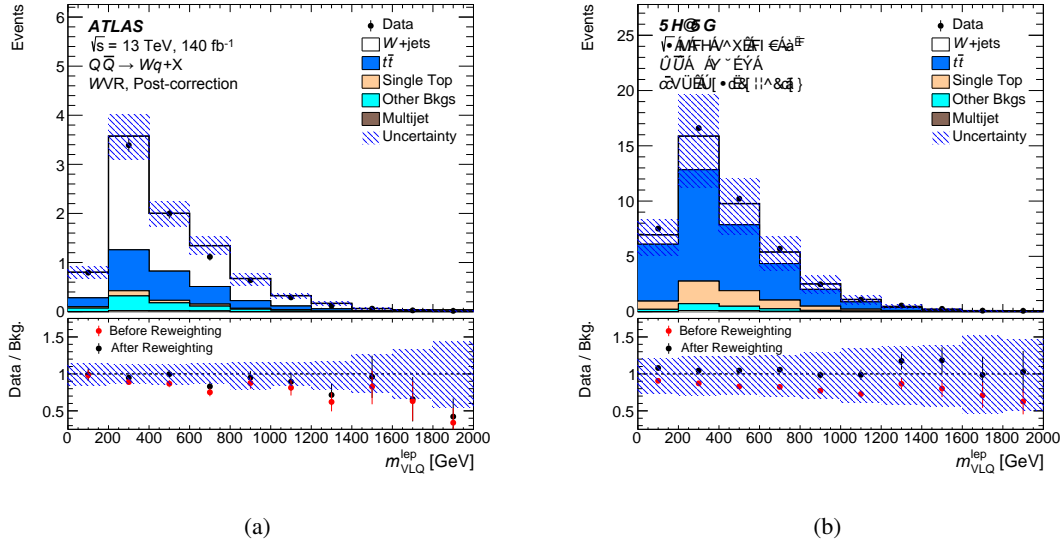 Events
6
5
4
3
2
1
0
ATLAS
√s = 13 TeV, 140 fb⁻¹
QQ̄ → Wq+X
WVR, Post-correction
Data
W+jets
tt̄
Single Top
Other Bkgs
Multijet
Uncertainty
Data / Bkg.
1.5
1
0.5
Before Reweighting
After Reweighting
0 200 400 600 800 1000 1200 1400 1600 1800 2000
m_VLQ^lep [GeV]
(a)
Events
25
20
15
10
5
0
Data
W+jets
tt̄
Single Top
Other Bkgs
Multijet
Uncertainty
Data / Bkg.
1.5
1
0.5
Before Reweighting
After Reweighting
0 200 400 600 800 1000 1200 1400 1600 1800 2000
m_VLQ^lep [GeV]
(b)